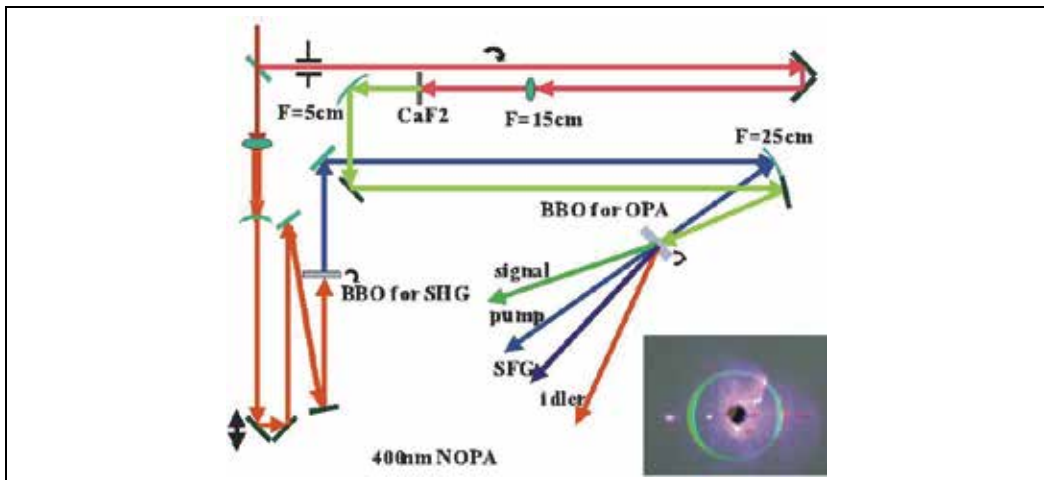 F=5cm
CaF2
F=15cm
F=25cm
BBO for OPA
signal
BBO for SHG
pump
SFG
idler
400nm NOPA